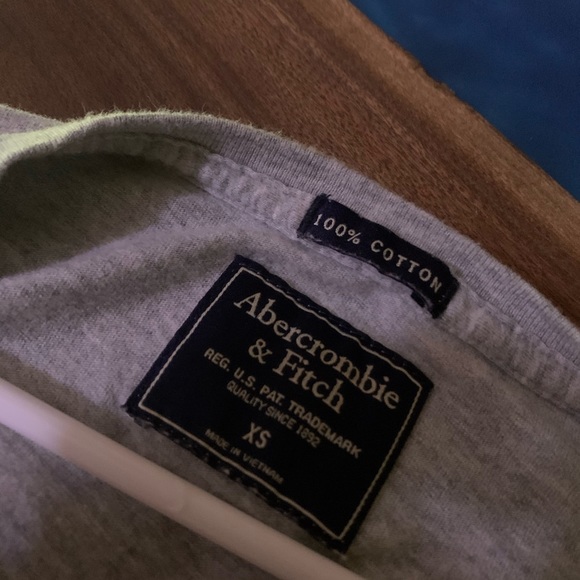 100% COTTON
Abercrombie
& Fitch
REG. U.S. PAT. TRADEMARK
QUALITY SINCE 1892
XS
MADE IN VIETNAM